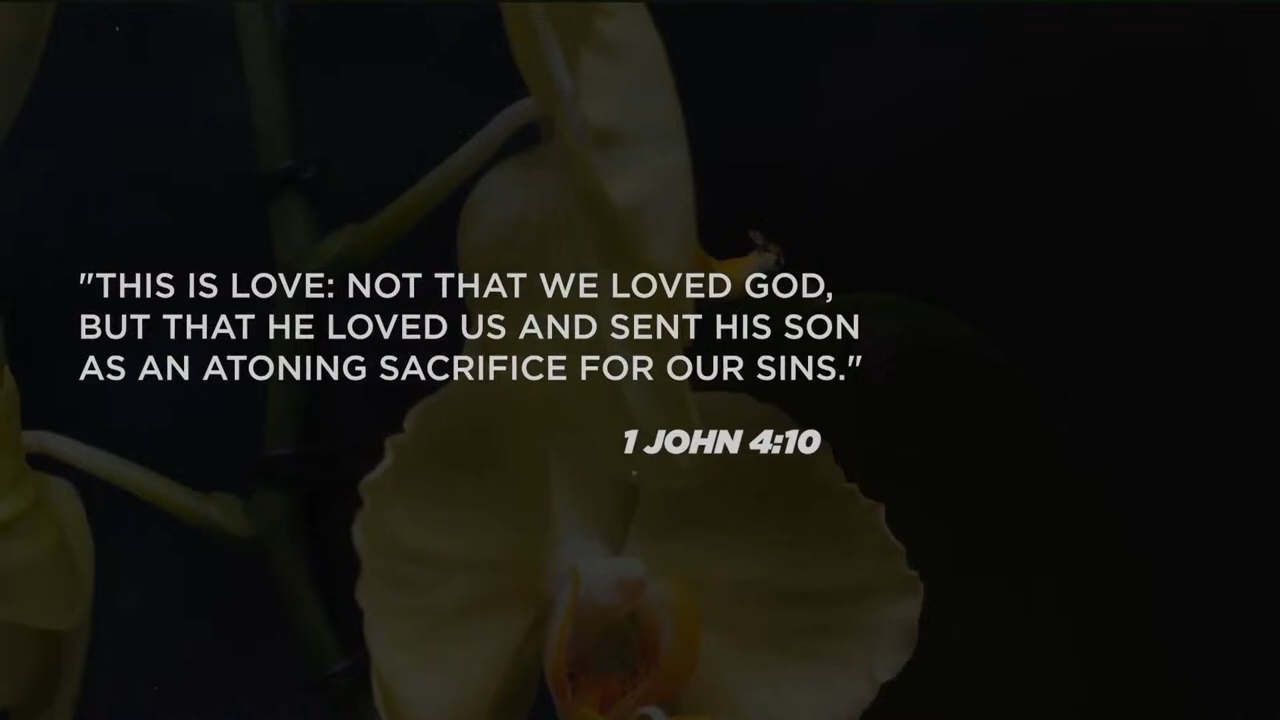 "THIS IS LOVE: NOT THAT WE LOVED GOD,
BUT THAT HE LOVED US AND SENT HIS SON
AS AN ATONING SACRIFICE FOR OUR SINS."
1 JOHN 4:10